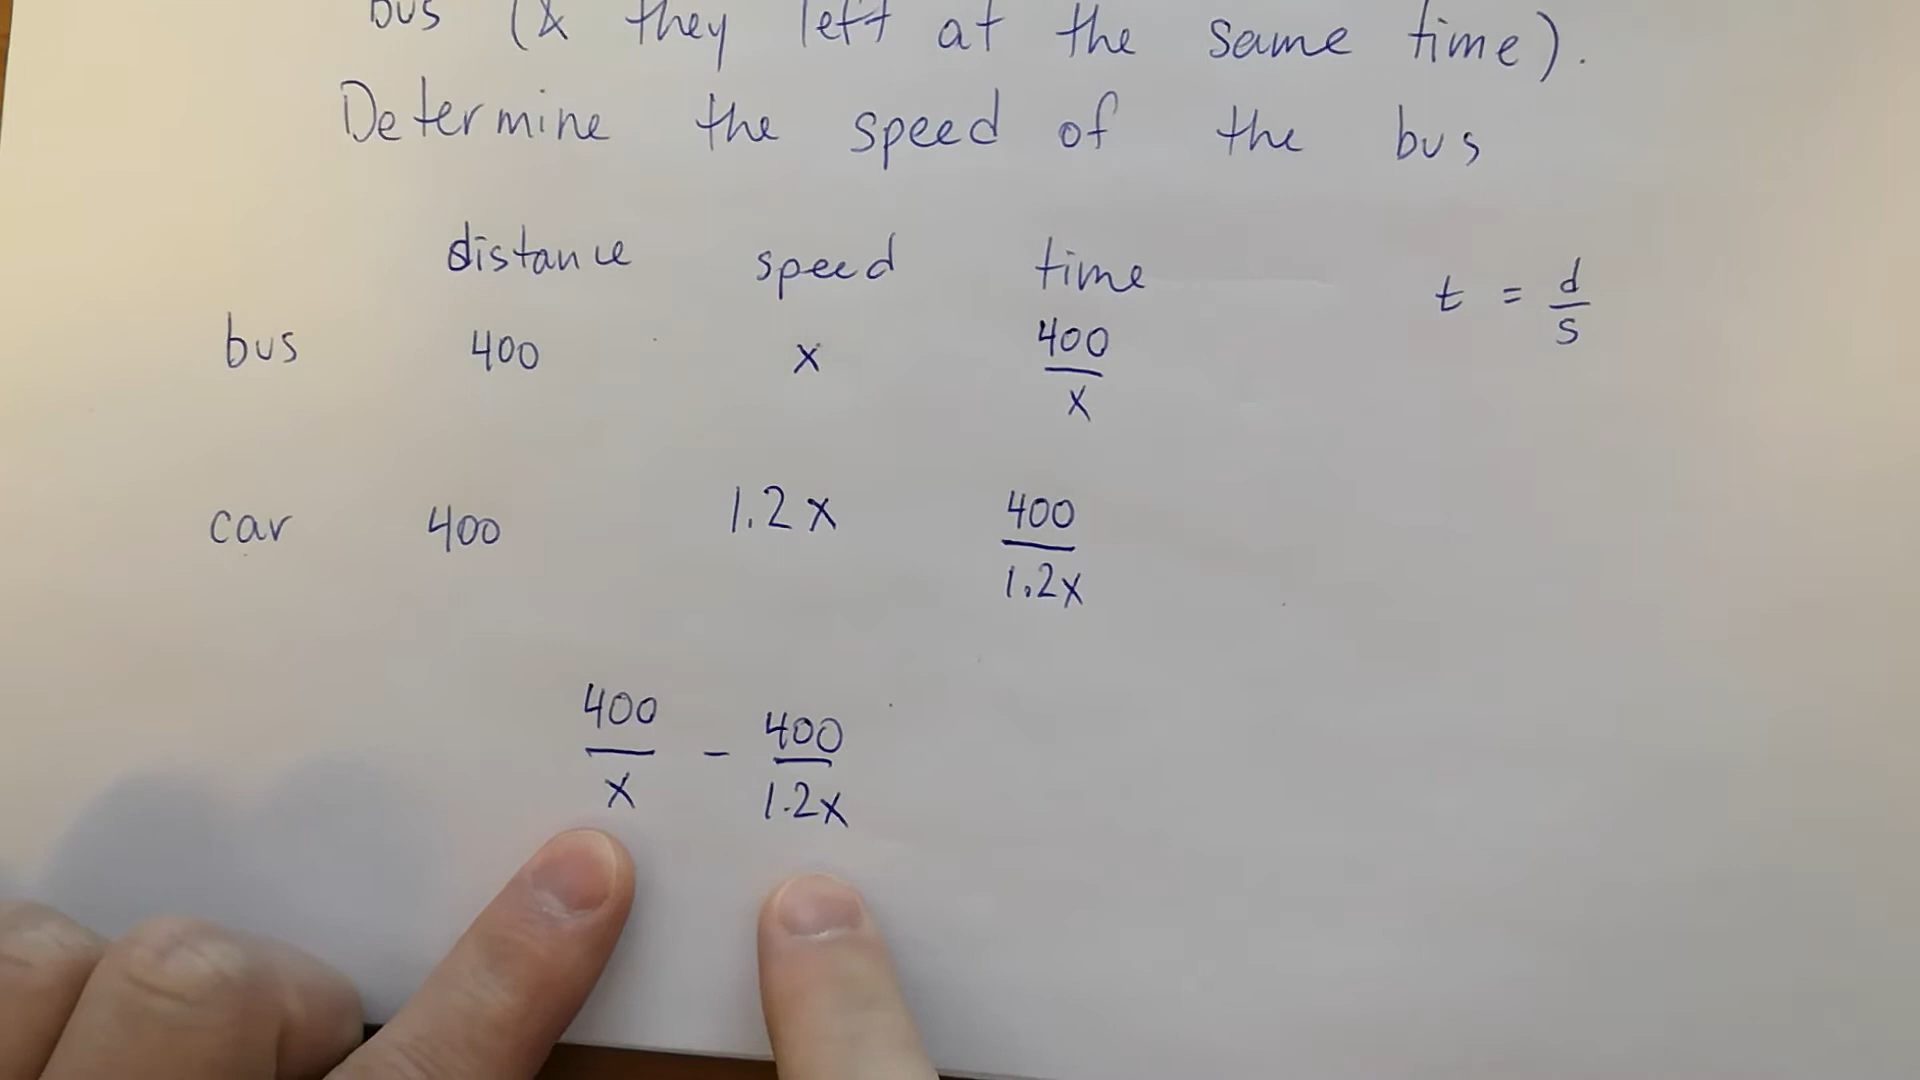 bus (& they left at the same time).
Determine the speed of the bus
distance speed time
t = d/s
bus 400 x 400/x
car 400 1.2x 400/1.2x
400/x - 400/1.2x